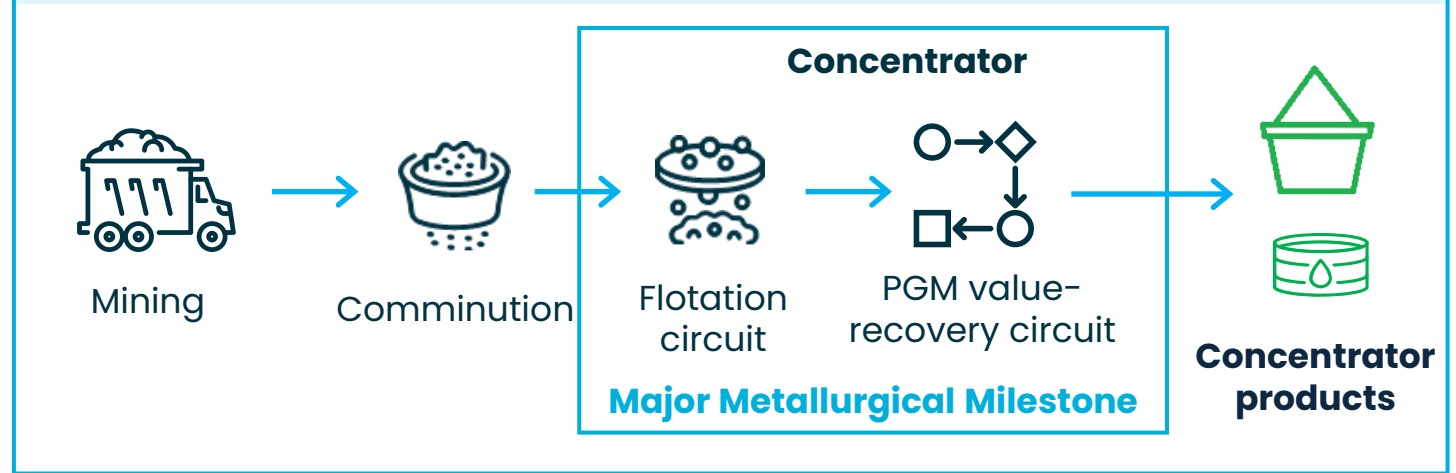 Concentrator
Mining
Comminution
Flotation
circuit
PGM value-
recovery circuit
Major Metallurgical Milestone
Concentrator
products